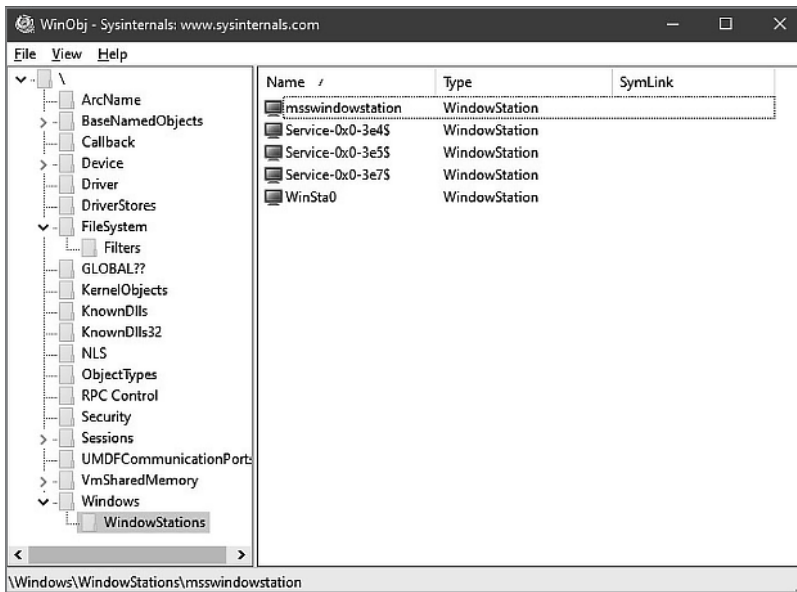 WinObj - Sysinternals: www.sysinternals.com
File View Help
\
ArcName
BaseNamedObjects
Callback
Device
Driver
DriverStores
FileSystem
Filters
GLOBAL??
KernelObjects
KnownDlls
KnownDlls32
NLS
ObjectTypes
RPC Control
Security
Sessions
UMDFCommunicationPorts
VmSharedMemory
Windows
WindowStations
Name Type SymLink
msswindowstation WindowStation
Service-0x0-3e4$ WindowStation
Service-0x0-3e5$ WindowStation
Service-0x0-3e7$ WindowStation
WinSta0 WindowStation
\Windows\WindowStations\msswindowstation